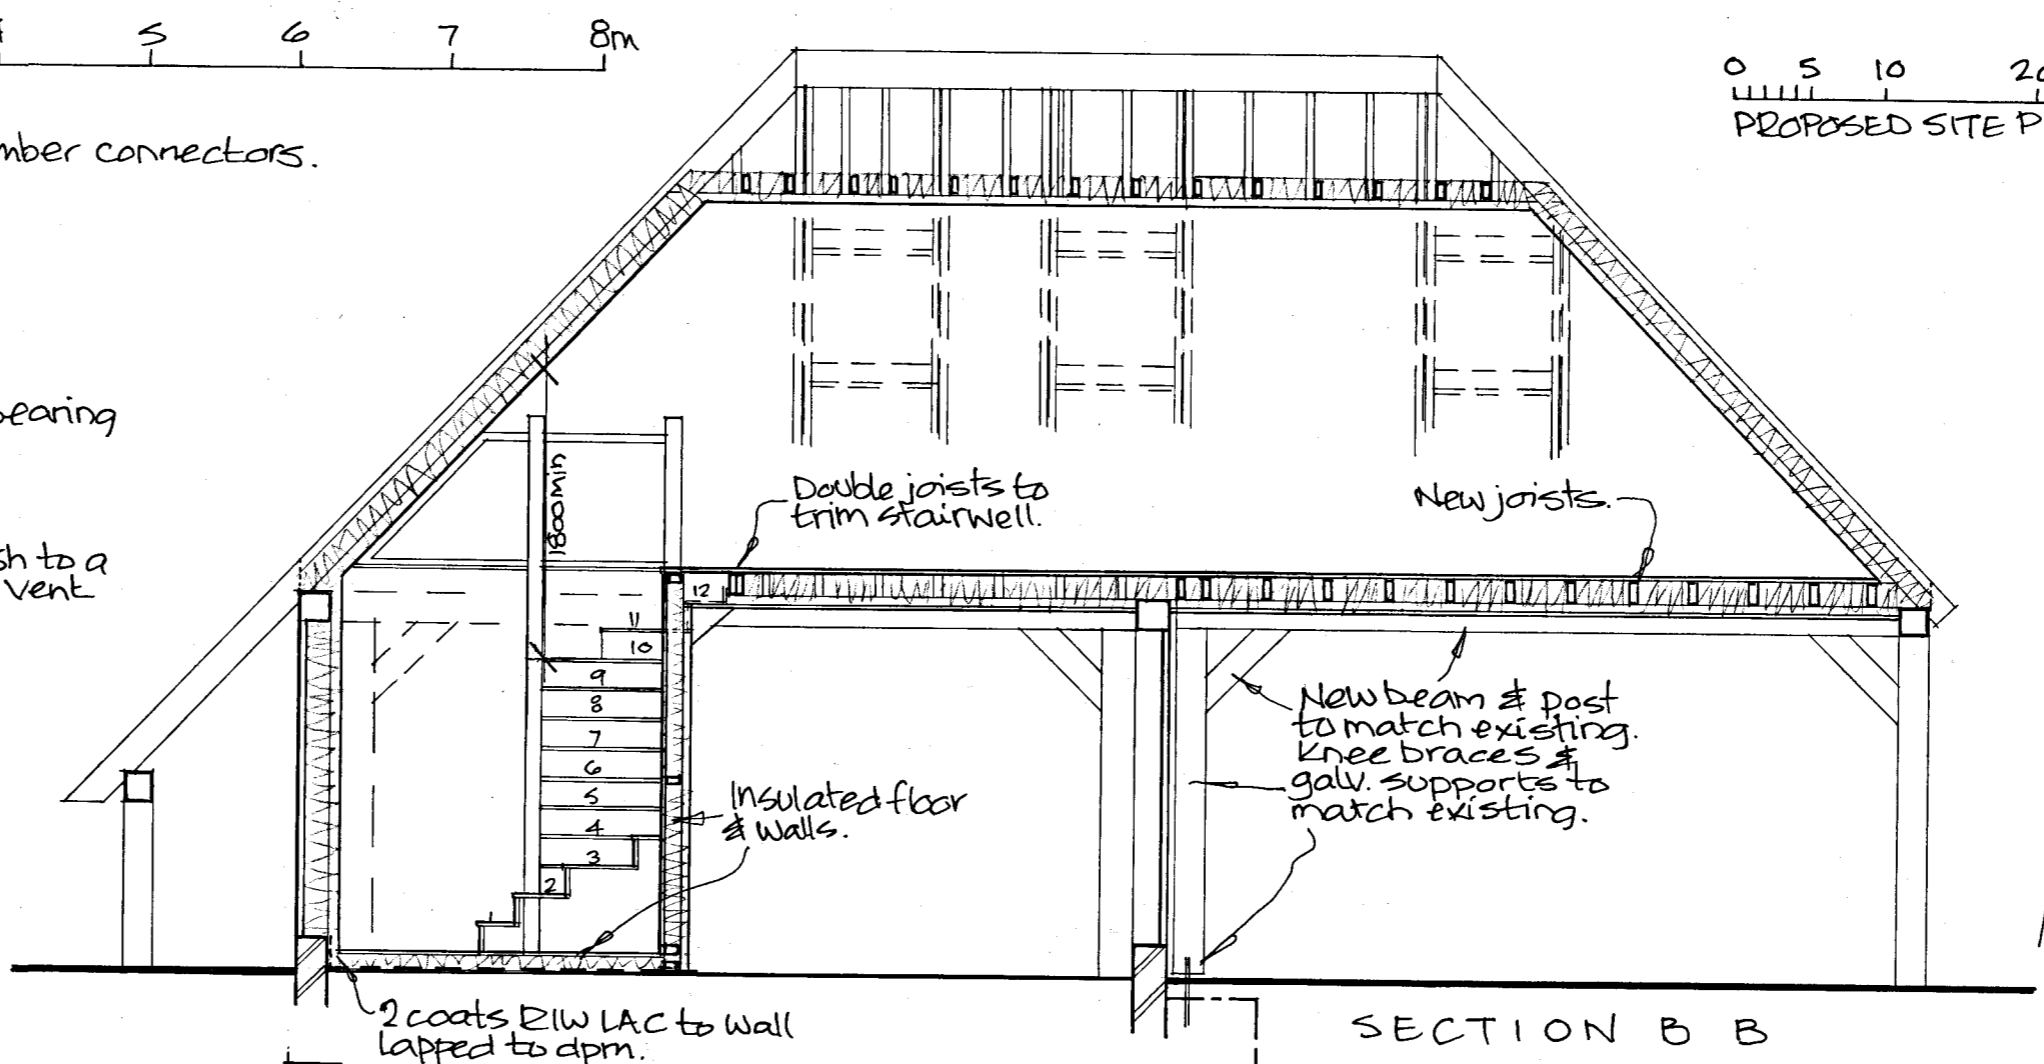 5 6 7 8m
0 5 10
PROPOSED SITE P
connectors.
bearing
to a
vent
1800min
Double joists to
trim stairwell.
New joists.
12
11
10
9
8
7
6
5
4
3
2
1
Insulated floor
& walls.
New beam & post
to match existing.
Knee braces &
galv. supports to
match existing.
2 coats RIW LAC to wall
lapped to dpm.
SECTION B B